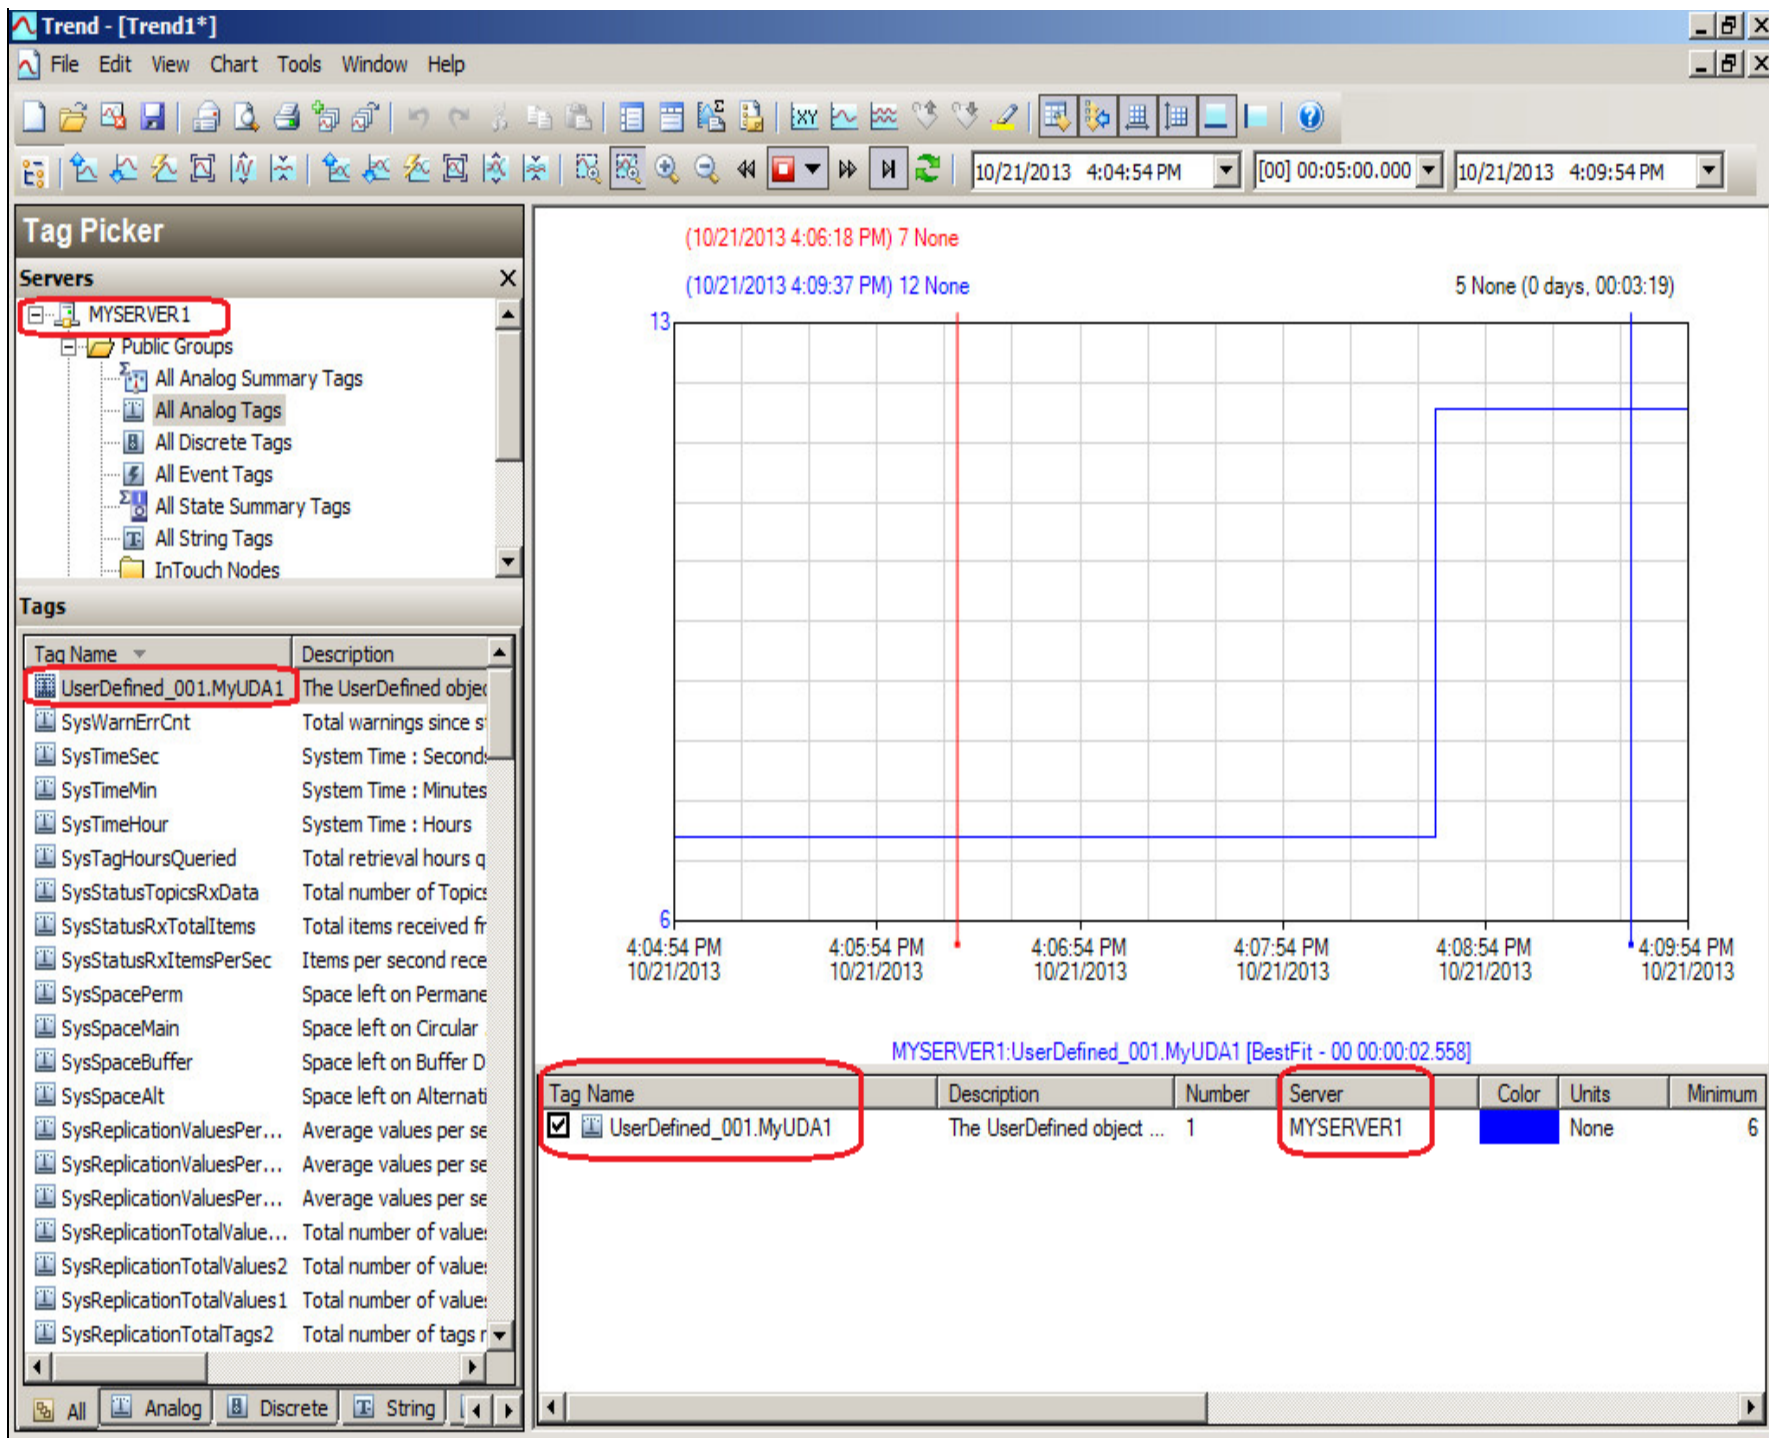 Trend - [Trend1*]
File Edit View Chart Tools Window Help
XY
10/21/2013 4:04:54 PM [00] 00:05:00.000 10/21/2013 4:09:54 PM
Tag Picker
Servers
MYSERVER1
Public Groups
All Analog Summary Tags
All Analog Tags
All Discrete Tags
All Event Tags
All State Summary Tags
All String Tags
InTouch Nodes
Tags
Tag Name Description
UserDefined_001.MyUDA1 The UserDefined objec
SysWarnErrCnt Total warnings since s
SysTimeSec System Time : Seconds
SysTimeMin System Time : Minutes
SysTimeHour System Time : Hours
SysTagHoursQueried Total retrieval hours q
SysStatusTopicsRxData Total number of Topics
SysStatusRxTotalItems Total items received fr
SysStatusRxItemsPerSec Items per second rece
SysSpacePerm Space left on Permane
SysSpaceMain Space left on Circular
SysSpaceBuffer Space left on Buffer D
SysSpaceAlt Space left on Alternati
SysReplicationValuesPer... Average values per se
SysReplicationValuesPer... Average values per se
SysReplicationValuesPer... Average values per se
SysReplicationTotalValue... Total number of values
SysReplicationTotalValues2 Total number of values
SysReplicationTotalValues1 Total number of values
SysReplicationTotalTags2 Total number of tags r
All Analog Discrete String
(10/21/2013 4:06:18 PM) 7 None
(10/21/2013 4:09:37 PM) 12 None 5 None (0 days, 00:03:19)
13
6
4:04:54 PM 4:05:54 PM 4:06:54 PM 4:07:54 PM 4:08:54 PM 4:09:54 PM
10/21/2013 10/21/2013 10/21/2013 10/21/2013 10/21/2013 10/21/2013
MYSERVER1:UserDefined_001.MyUDA1 [BestFit - 00 00:00:02.558]
Tag Name Description Number Server Color Units Minimum
UserDefined_001.MyUDA1 The UserDefined object ... 1 MYSERVER1 None 6